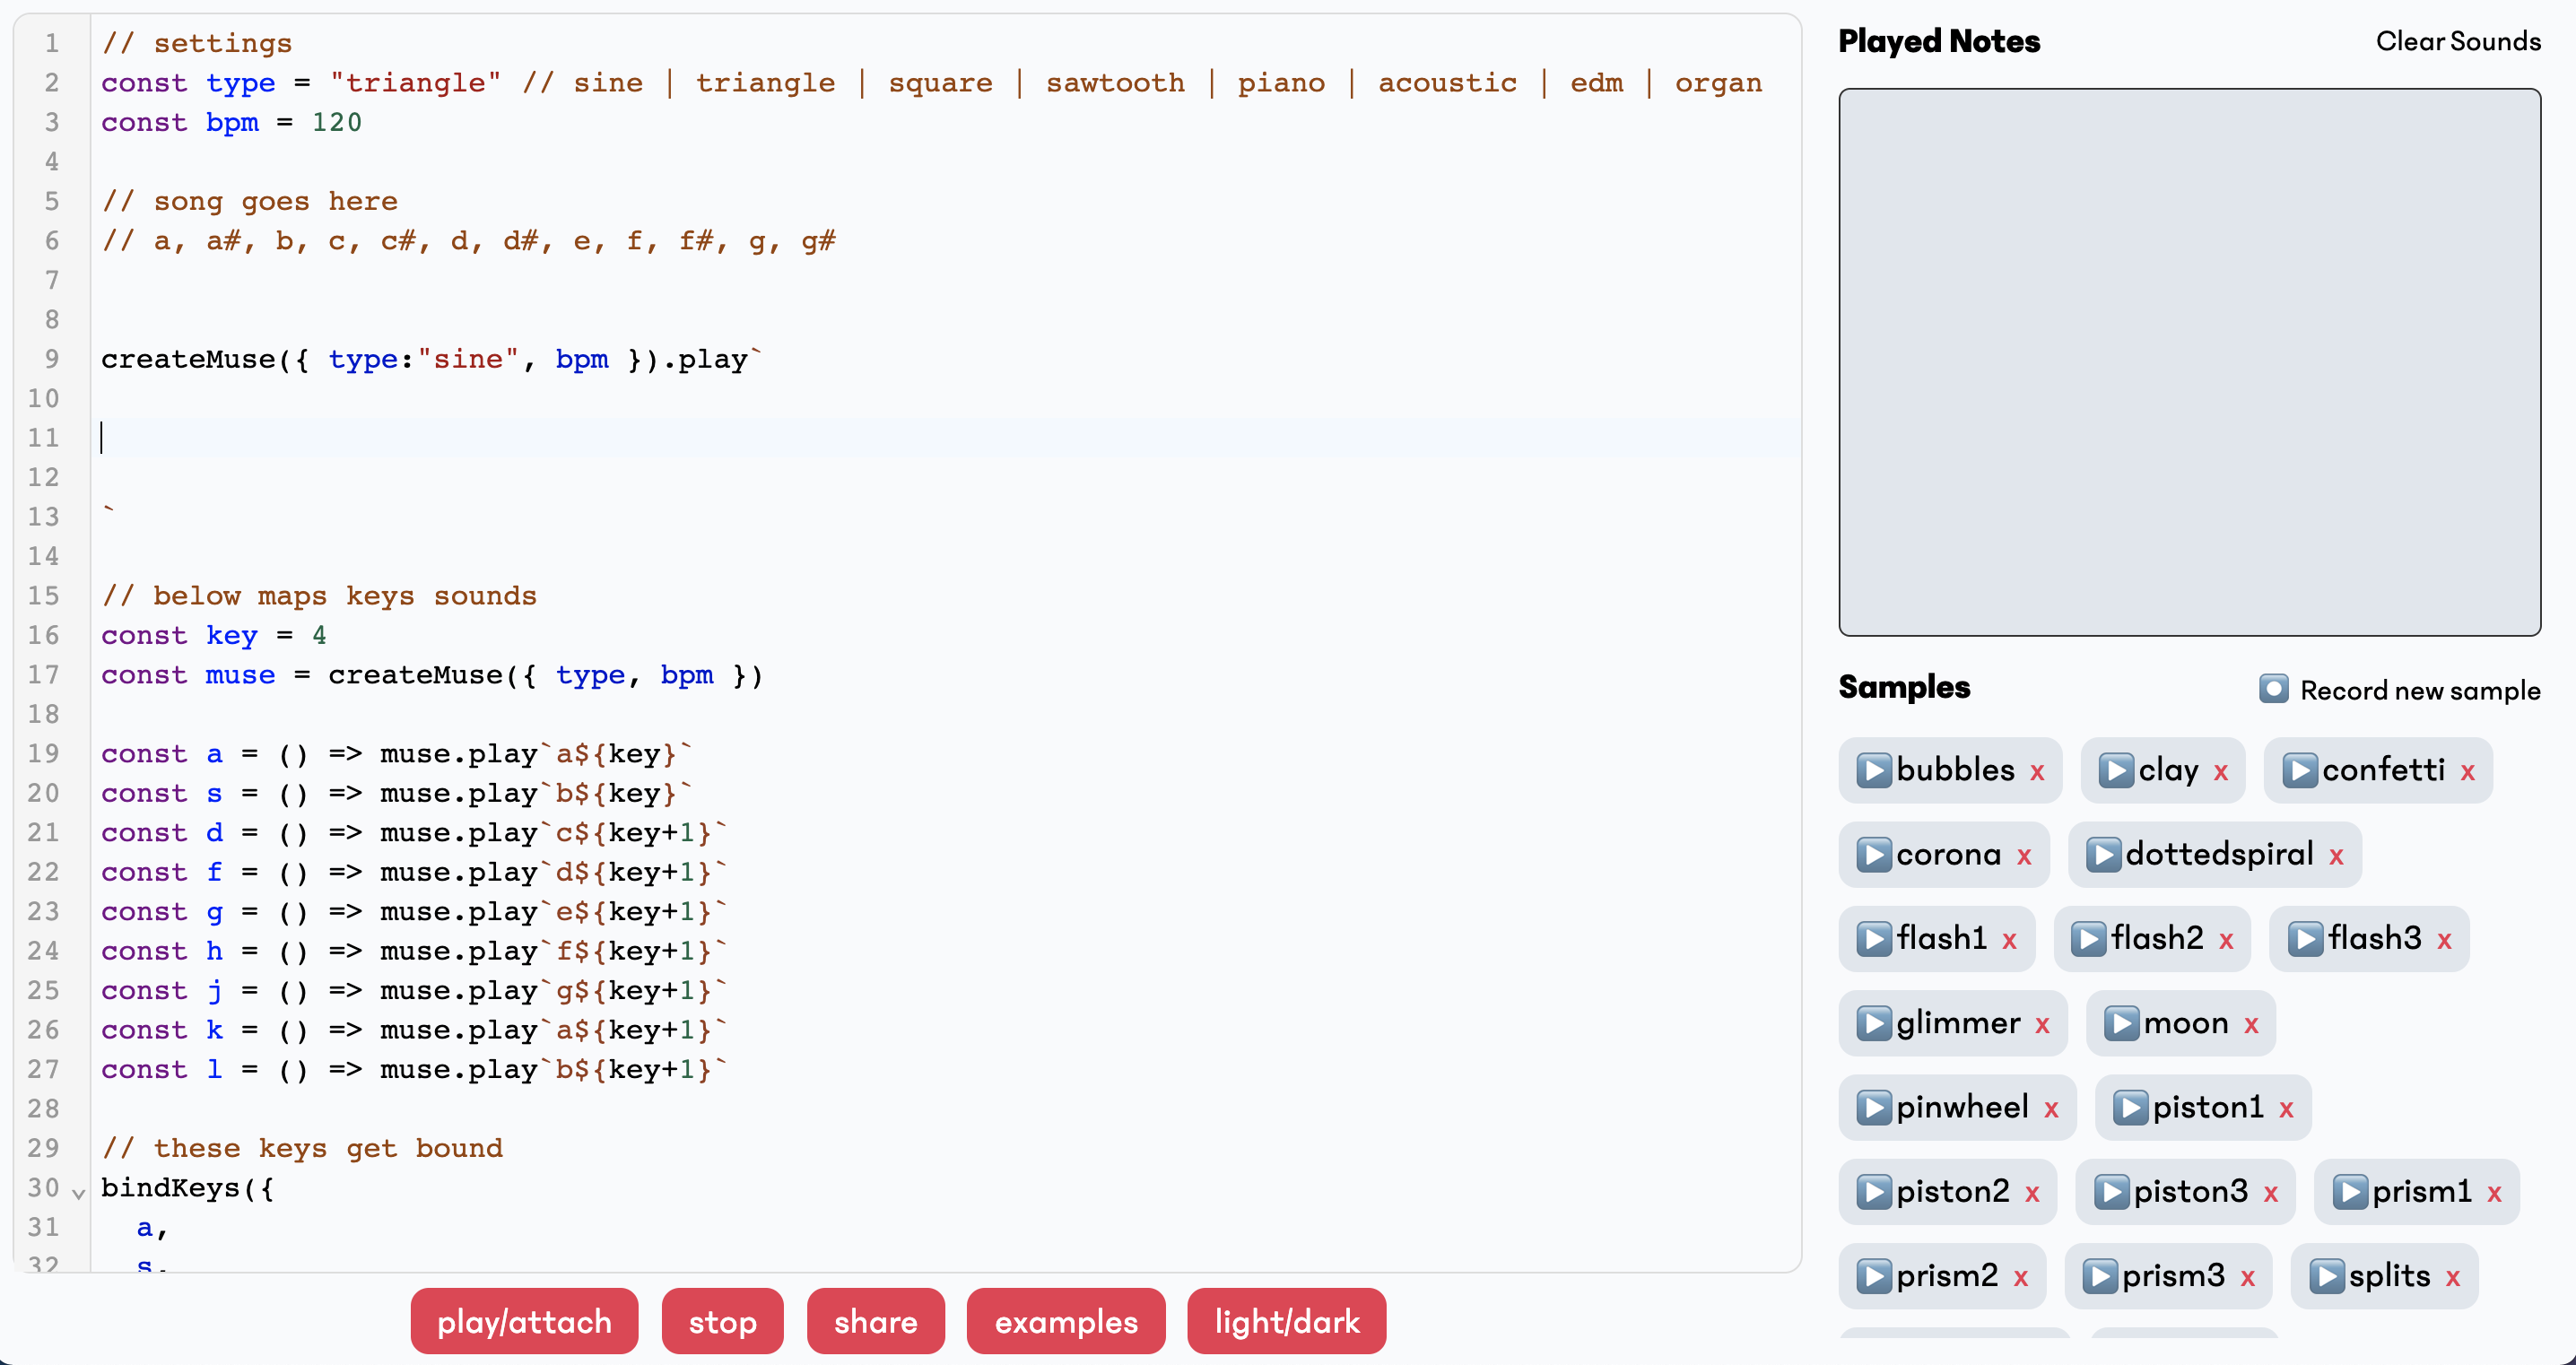 1 // settings
2 const type = "triangle" // sine | triangle | square | sawtooth | piano | acoustic | edm | organ
3 const bpm = 120
4
5 // song goes here
6 // a, a#, b, c, c#, d, d#, e, f, f#, g, g#
7
8
9 createMuse({ type:"sine", bpm }).play`
10
11
12
13 `
14
15 // below maps keys sounds
16 const key = 4
17 const muse = createMuse({ type, bpm })
18
19 const a = () => muse.play`a${key}`
20 const s = () => muse.play`b${key}`
21 const d = () => muse.play`c${key+1}`
22 const f = () => muse.play`d${key+1}`
23 const g = () => muse.play`e${key+1}`
24 const h = () => muse.play`f${key+1}`
25 const j = () => muse.play`g${key+1}`
26 const k = () => muse.play`a${key+1}`
27 const l = () => muse.play`b${key+1}`
28
29 // these keys get bound
30 bindKeys({
31 a,
32 s,
play/attach stop share examples light/dark
Played Notes Clear Sounds
Samples Record new sample
bubbles x clay x confetti x
corona x dottedspiral x
flash1 x flash2 x flash3 x
glimmer x moon x
pinwheel x piston1 x
piston2 x piston3 x prism1 x
prism2 x prism3 x splits x